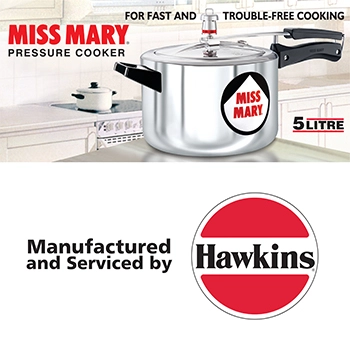 FOR FAST AND TROUBLE-FREE COOKING
MISS MARY®
PRESSURE COOKER
MISS
MARY
5 LITRE
Manufactured
and Serviced by
Hawkins®